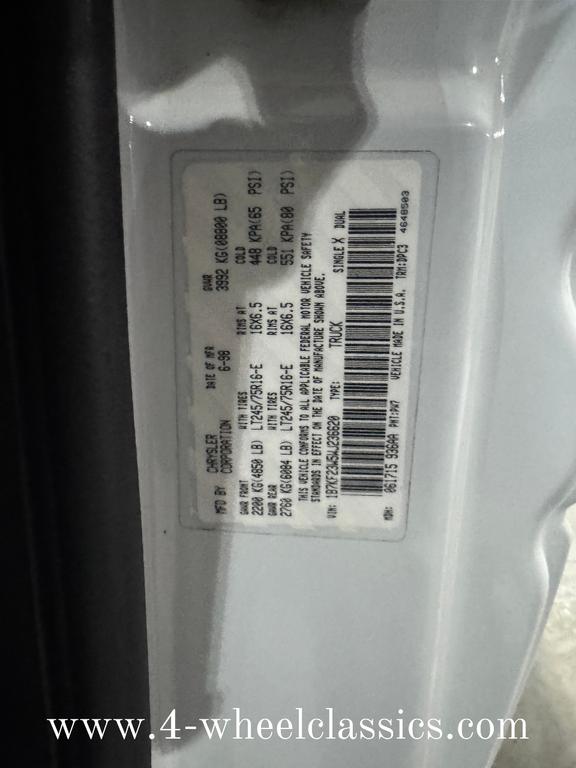 MFD BY CHRYSLER CORPORATION DATE OF MFR 6-98 GVWR 3992 KG(08800 LB)
GAWR FRONT WITH TIRES RIMS AT COLD
2200 KG(4850 LB) LT245/75R16-E 16X6.5 448 KPA(65 PSI)
GAWR REAR WITH TIRES RIMS AT COLD
2760 KG(6084 LB) LT245/75R16-E 16X6.5 551 KPA(80 PSI)
THIS VEHICLE CONFORMS TO ALL APPLICABLE FEDERAL MOTOR VEHICLE SAFETY
STANDARDS IN EFFECT ON THE DATE OF MANUFACTURE SHOWN ABOVE.
VIN: 1B7KF23W5WJ236620 TYPE: TRUCK SINGLE X DUAL
MDH: 061715 936AA PNT:PW7 VEHICLE MADE IN U.S.A. TRM:DPC3 4648503
www.4-wheelclassics.com